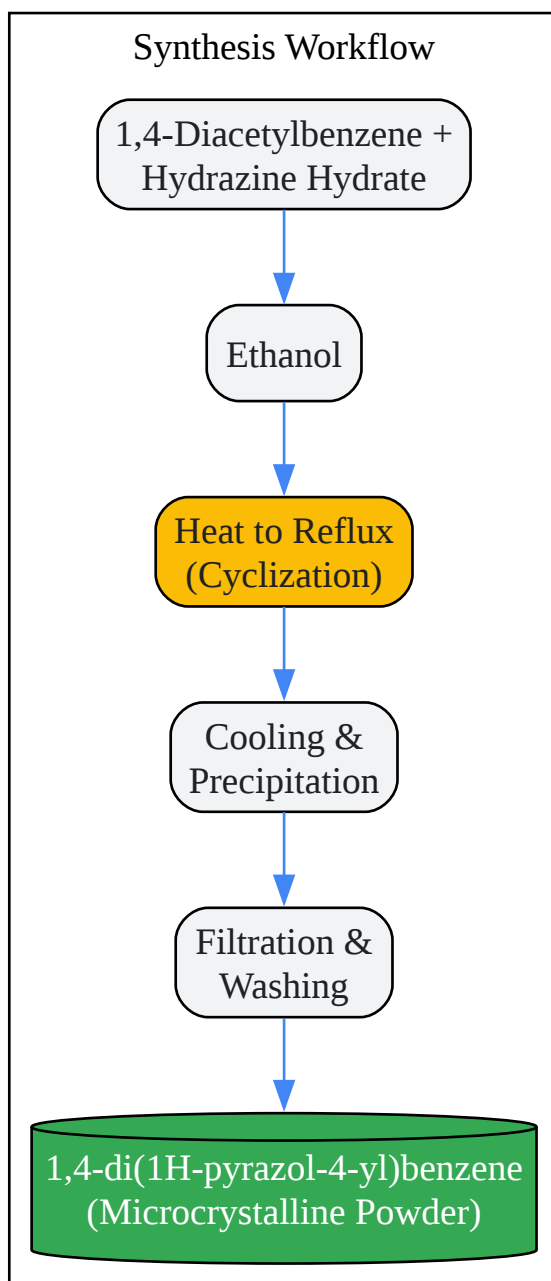 Synthesis Workflow
1,4-Diacetylbenzene +
Hydrazine Hydrate
Ethanol
Heat to Reflux
(Cyclization)
Cooling &
Precipitation
Filtration &
Washing
1,4-di(1H-pyrazol-4-yl)benzene
(Microcrystalline Powder)